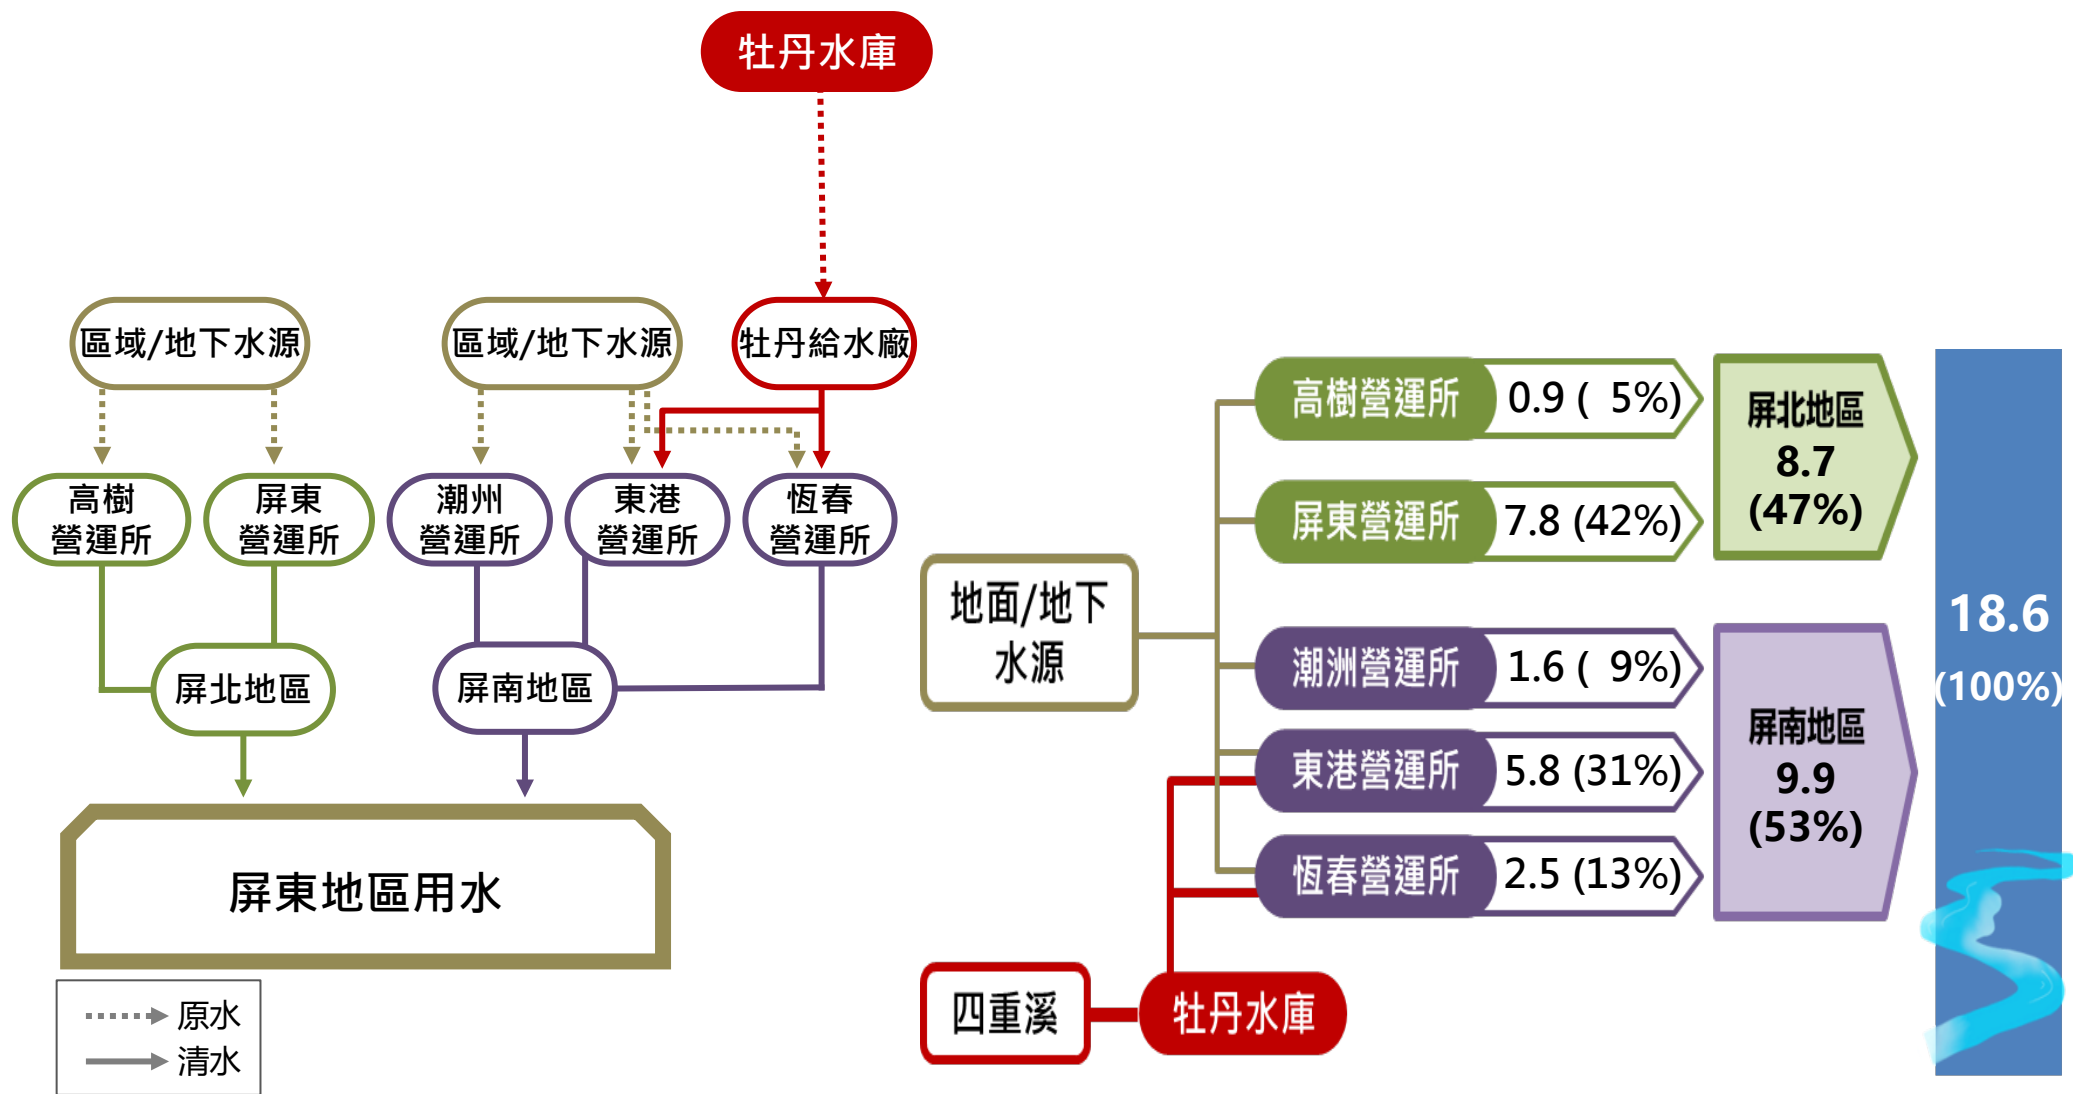 牡丹水庫
區域/地下水源
區域/地下水源
牡丹給水廠
高樹
營運所
屏東
營運所
潮州
營運所
東港
營運所
恆春
營運所
屏北地區
屏南地區
屏東地區用水
原水
清水
地面/地下
水源
高樹營運所
0.9 (  5%)
屏東營運所
7.8 (42%)
潮洲營運所
1.6 (  9%)
東港營運所
5.8 (31%)
恆春營運所
2.5 (13%)
屏北地區
8.7
(47%)
屏南地區
9.9
(53%)
18.6
(100%)
四重溪
牡丹水庫